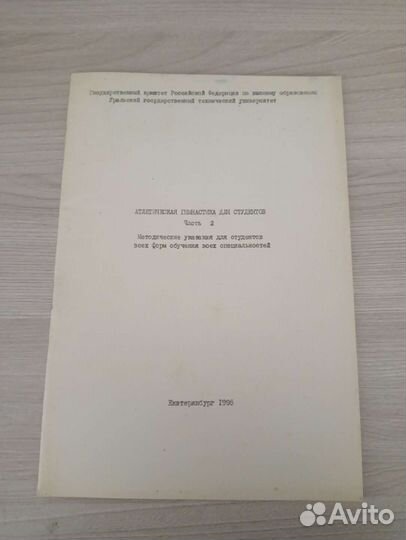 Государственный комитет Российской Федерации по высшему образованию
Уральский государственный технический университет
АТЛЕТИЧЕСКАЯ ГИМНАСТИКА ДЛЯ СТУДЕНТОВ
Часть 2
Методические указания для студентов
всех форм обучения всех специальностей
Екатеринбург 1996
Avito